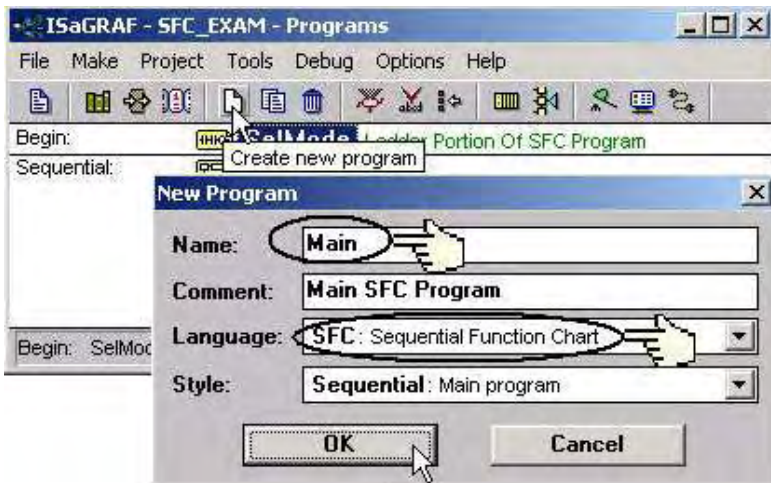 ISaGRAF - SFC_EXAM - Programs
File Make Project Tools Debug Options Help
Begin: SelMode Ladder Portion Of SFC Program
Create new program
Sequential:
New Program
Name: Main
Comment: Main SFC Program
Language: SFC : Sequential Function Chart
Begin: SelMod
Style: Sequential : Main program
OK Cancel